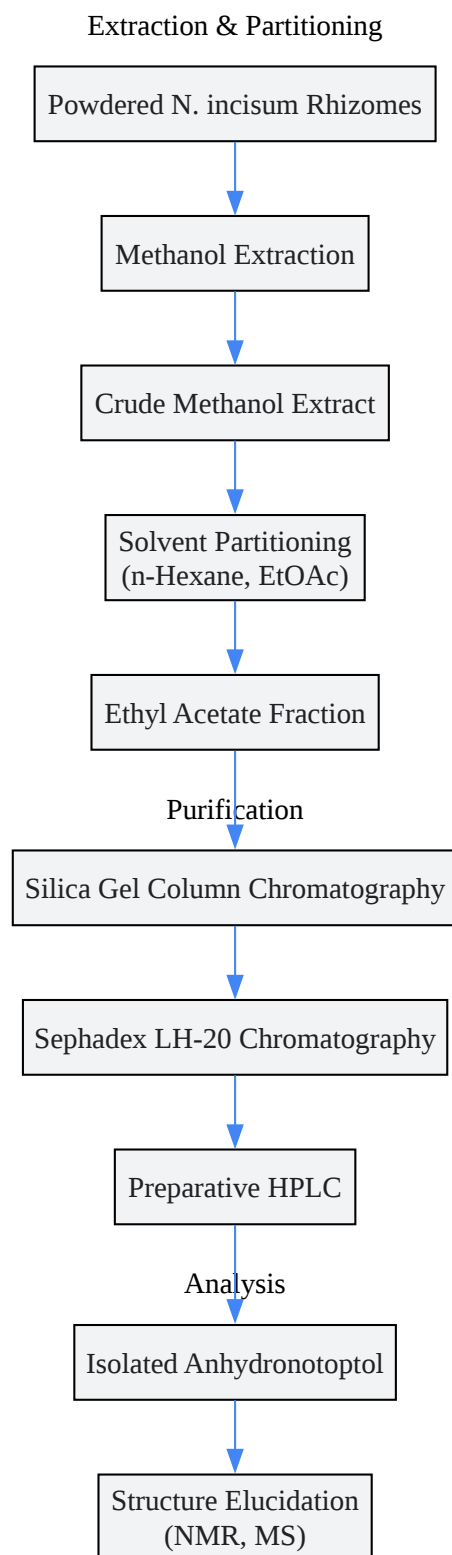 Extraction & Partitioning
Powdered N. incisum Rhizomes
Methanol Extraction
Crude Methanol Extract
Solvent Partitioning
(n-Hexane, EtOAc)
Ethyl Acetate Fraction
Purification
Silica Gel Column Chromatography
Sephadex LH-20 Chromatography
Preparative HPLC
Analysis
Isolated Anhydronotoptol
Structure Elucidation
(NMR, MS)